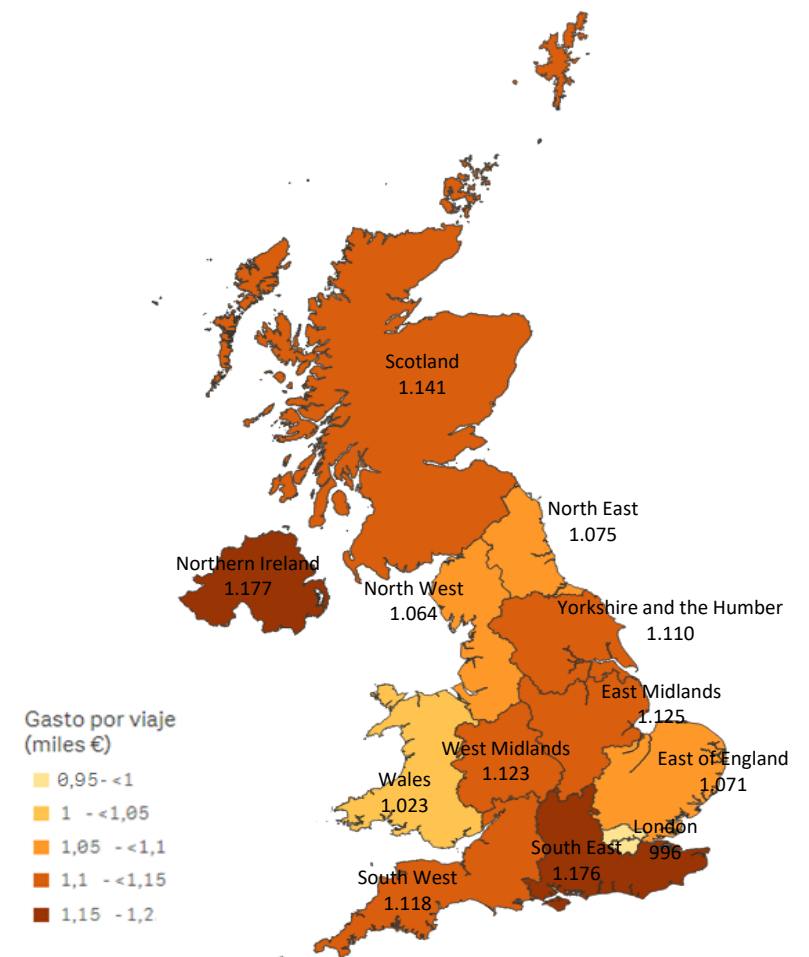 Scotland
1.141
North East
1.075
Northern Ireland
1.177
North West
1.064
Yorkshire and the Humber
1.110
East Midlands
1.125
West Midlands
1.123
East of England
1,071
Wales
1.023
London
996
South East
1.176
South West
1.118
Gasto por viaje
(miles €)
0,95-<1
1 -<1,05
1,05 -<1,1
1,1 -<1,15
1,15 -1,2